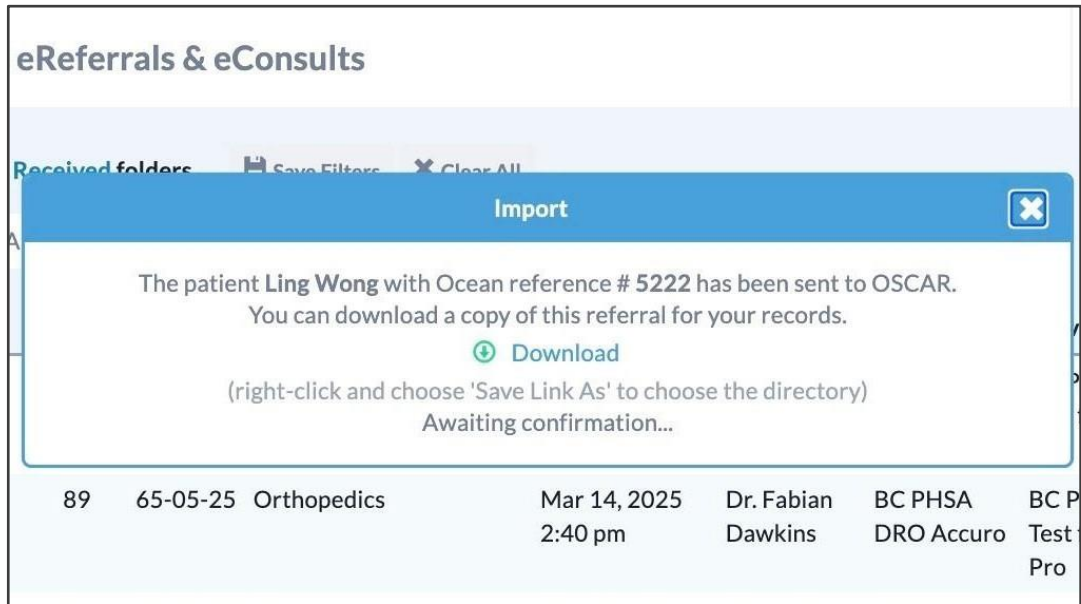 eReferrals & eConsults
Received folders Save Filters Clear All
Import
The patient Ling Wong with Ocean reference # 5222 has been sent to OSCAR.
You can download a copy of this referral for your records.
Download
(right-click and choose 'Save Link As' to choose the directory)
Awaiting confirmation...
89 65-05-25 Orthopedics Mar 14, 2025 Dr. Fabian BC PHSA BC P
2:40 pm Dawkins DRO Accuro Test
Pro